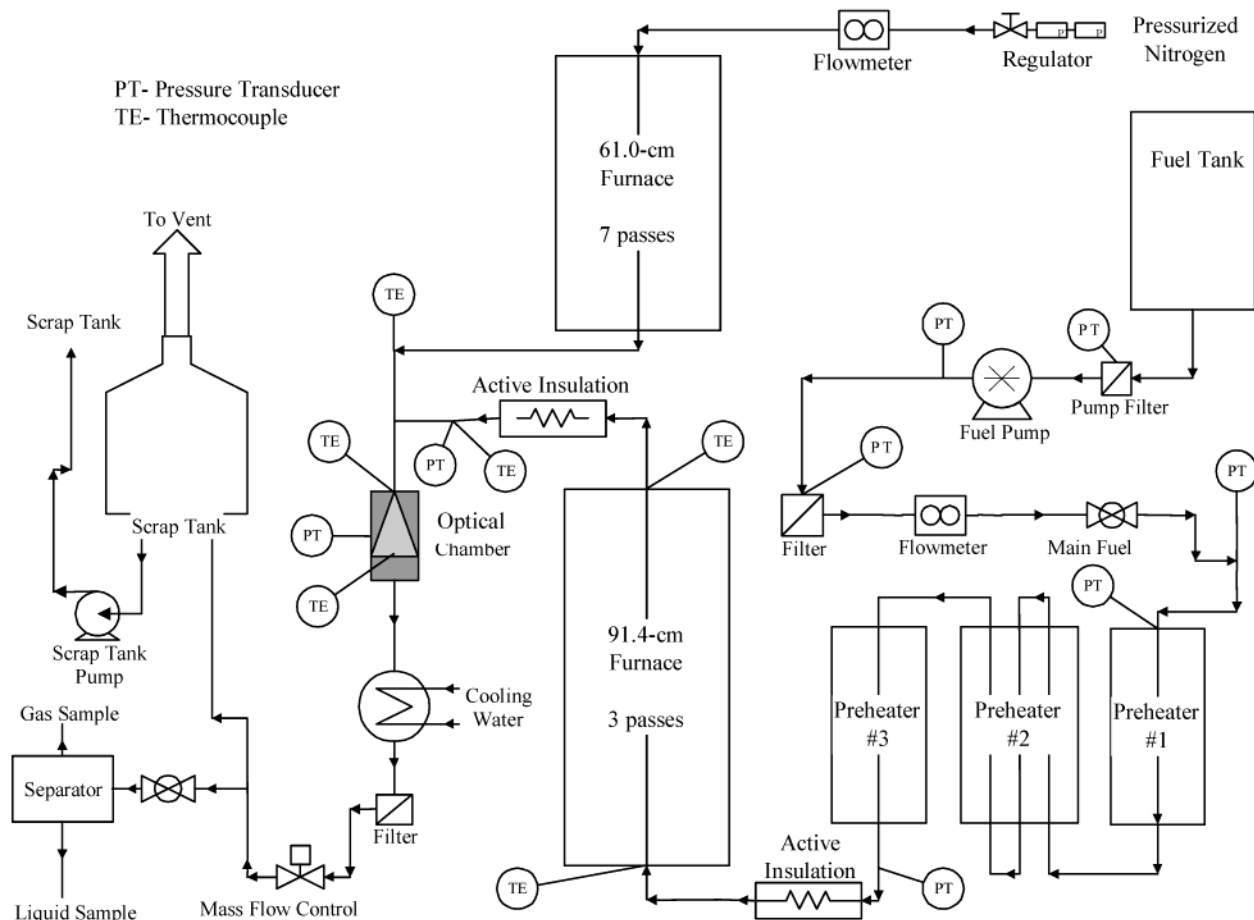 PT- Pressure Transducer
TE- Thermocouple
Flowmeter
Regulator
P
P
Pressurized
Nitrogen
61.0-cm
Furnace
7 passes
Fuel Tank
To Vent
Scrap Tank
TE
PT
PT
Pump Filter
Fuel Pump
Active Insulation
TE
PT
TE
TE
PT
PT
Scrap Tank
PT
Optical
Chamber
Filter
Flowmeter
Main Fuel
TE
PT
Scrap Tank
Pump
91.4-cm
Furnace
3 passes
Cooling
Water
Preheater
#3
Preheater
#2
Preheater
#1
Gas Sample
Separator
Filter
Active
Insulation
TE
PT
Liquid Sample
Mass Flow Control